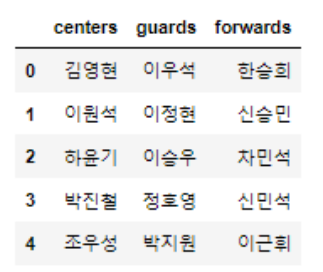 centers guards forwards
0 김영현 이우석 한승희
1 이원석 이정현 신승민
2 하윤기 이승우 차민석
3 박진철 정호영 신민석
4 조우성 박지원 이근휘